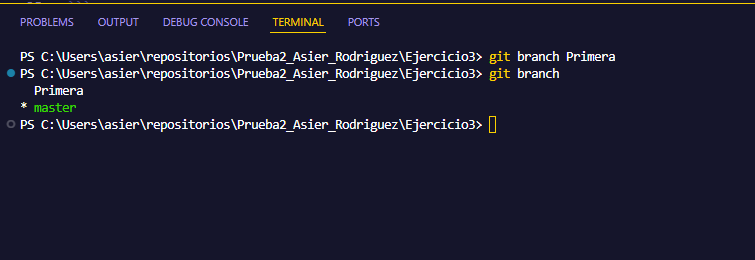 PROBLEMS OUTPUT DEBUG CONSOLE TERMINAL PORTS
PS C:\Users\asier\repositorios\Prueba2_Asier_Rodriguez\Ejercicio3> git branch Primera
PS C:\Users\asier\repositorios\Prueba2_Asier_Rodriguez\Ejercicio3> git branch
  Primera
* master
PS C:\Users\asier\repositorios\Prueba2_Asier_Rodriguez\Ejercicio3>